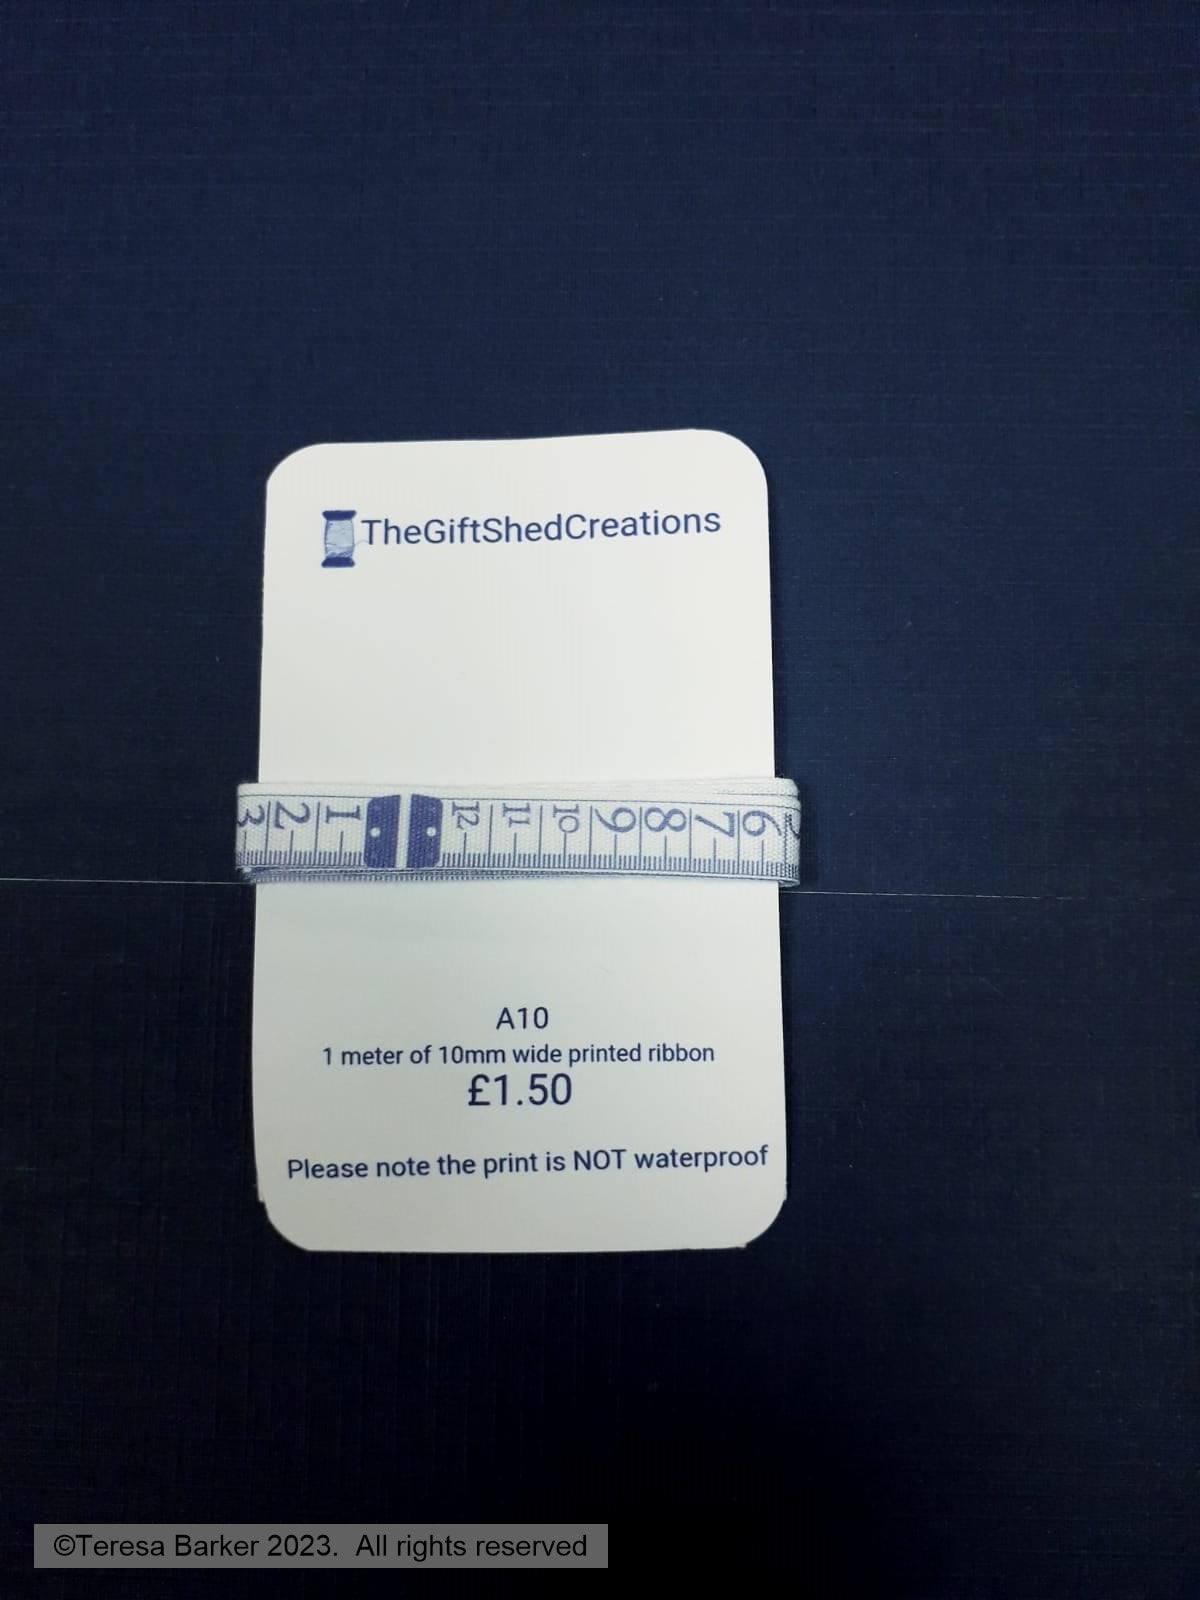 TheGiftShedCreations
3 2 1 12 11 10 9 8 7 6
A10
1 meter of 10mm wide printed ribbon
£1.50
Please note the print is NOT waterproof
©Teresa Barker 2023.  All rights reserved